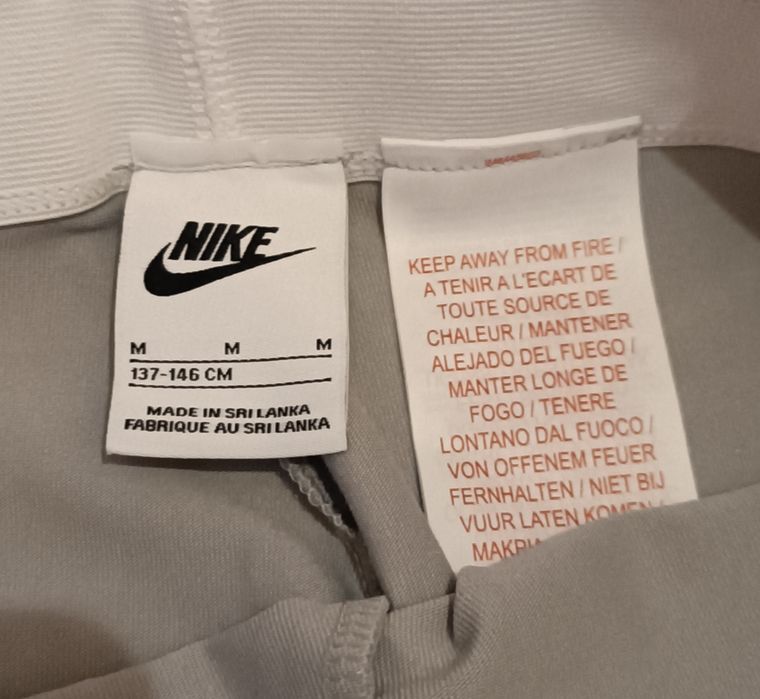 NIKE
M M M
137-146 CM
MADE IN SRI LANKA
FABRIQUE AU SRI LANKA
KEEP AWAY FROM FIRE /
A TENIR A L'ECART DE
TOUTE SOURCE DE
CHALEUR / MANTENER
ALEJADO DEL FUEGO /
MANTER LONGE DE
FOGO / TENERE
LONTANO DAL FUOCO /
VON OFFENEM FEUER
FERNHALTEN / NIET BIJ
VUUR LATEN KOMEN /